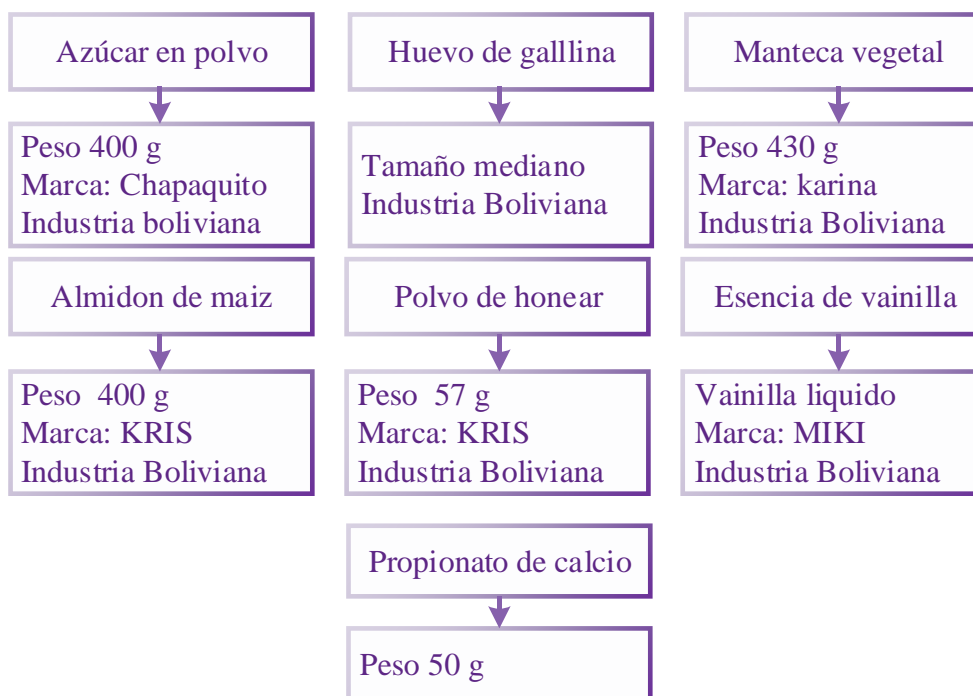 Azúcar en polvo
Huevo de galllina
Manteca vegetal
Peso 400 g
Marca: Chapaquito
Industria boliviana
Tamaño mediano
Industria Boliviana
Peso 430 g
Marca: karina
Industria Boliviana
Almidon de maiz
Polvo de honear
Esencia de vainilla
Peso  400 g
Marca: KRIS
Industria Boliviana
Peso  57 g
Marca: KRIS
Industria Boliviana
Vainilla liquido
Marca: MIKI
Industria Boliviana
Propionato de calcio
Peso 50 g